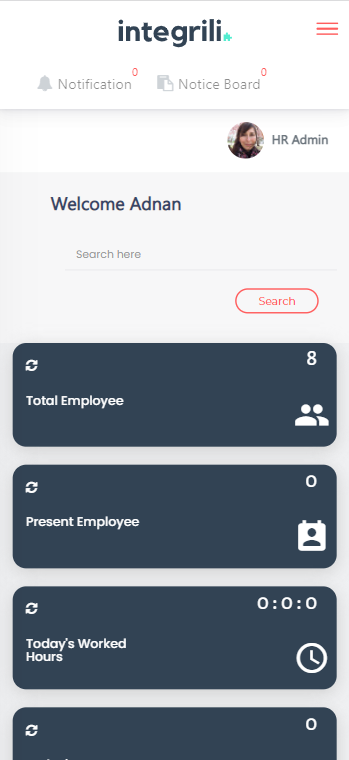 integrili
Notification 0 Notice Board 0
HR Admin
Welcome Adnan
Search here
Search
8
Total Employee
0
Present Employee
0:0:0
Today's Worked
Hours
0